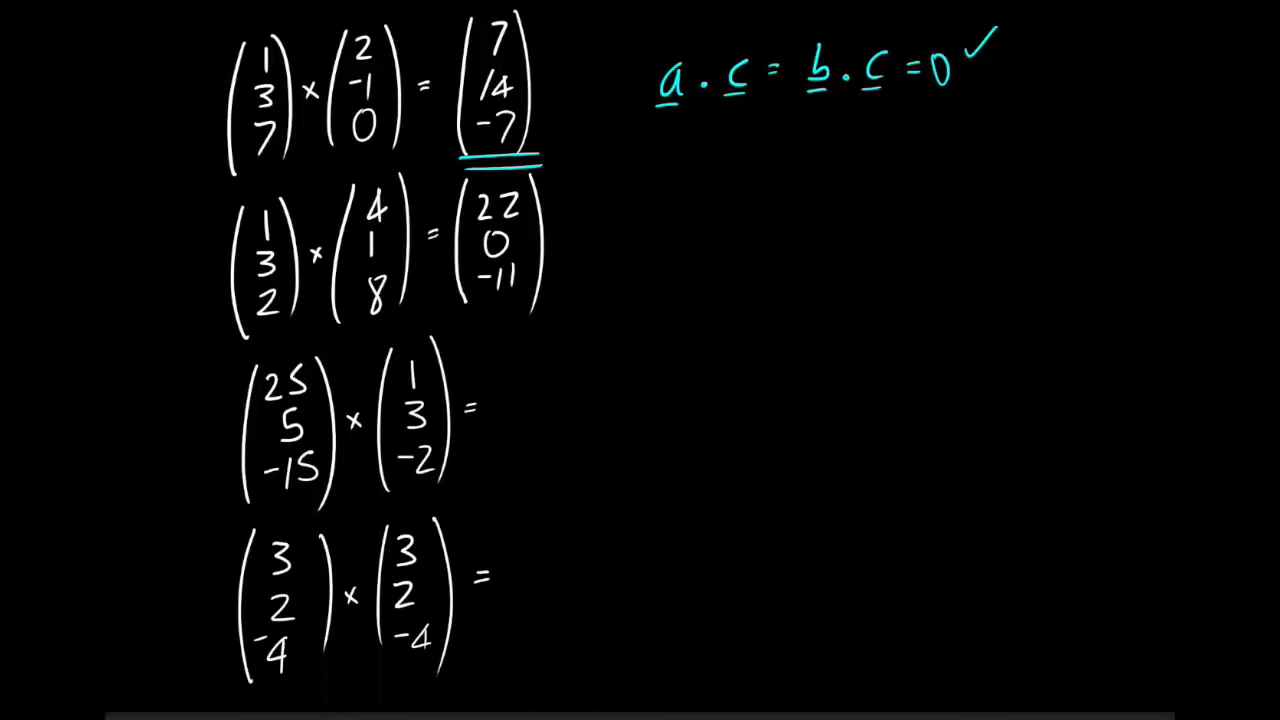 (1 3 7) × (2 -1 0) = (7 14 -7)
a · c = b · c = 0 ✓
(1 3 2) × (4 1 8) = (22 0 -11)
(25 5 -15) × (1 3 -2) =
(3 2 -4) × (3 2 -4) =